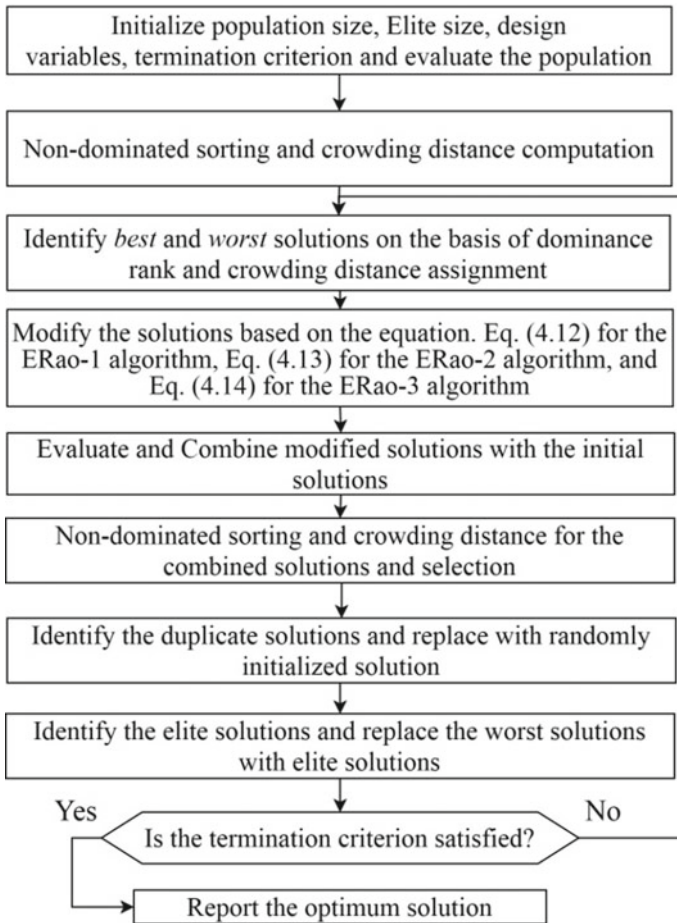 Initialize population size, Elite size, design
variables, termination criterion and evaluate the population
Non-dominated sorting and crowding distance computation
Identify best and worst solutions on the basis of dominance
rank and crowding distance assignment
Modify the solutions based on the equation. Eq. (4.12) for the
ERao-1 algorithm, Eq. (4.13) for the ERao-2 algorithm, and
Eq. (4.14) for the ERao-3 algorithm
Evaluate and Combine modified solutions with the initial
solutions
Non-dominated sorting and crowding distance for the
combined solutions and selection
Identify the duplicate solutions and replace with randomly
initialized solution
Identify the elite solutions and replace the worst solutions
with elite solutions
Yes
Is the termination criterion satisfied?
No
Report the optimum solution